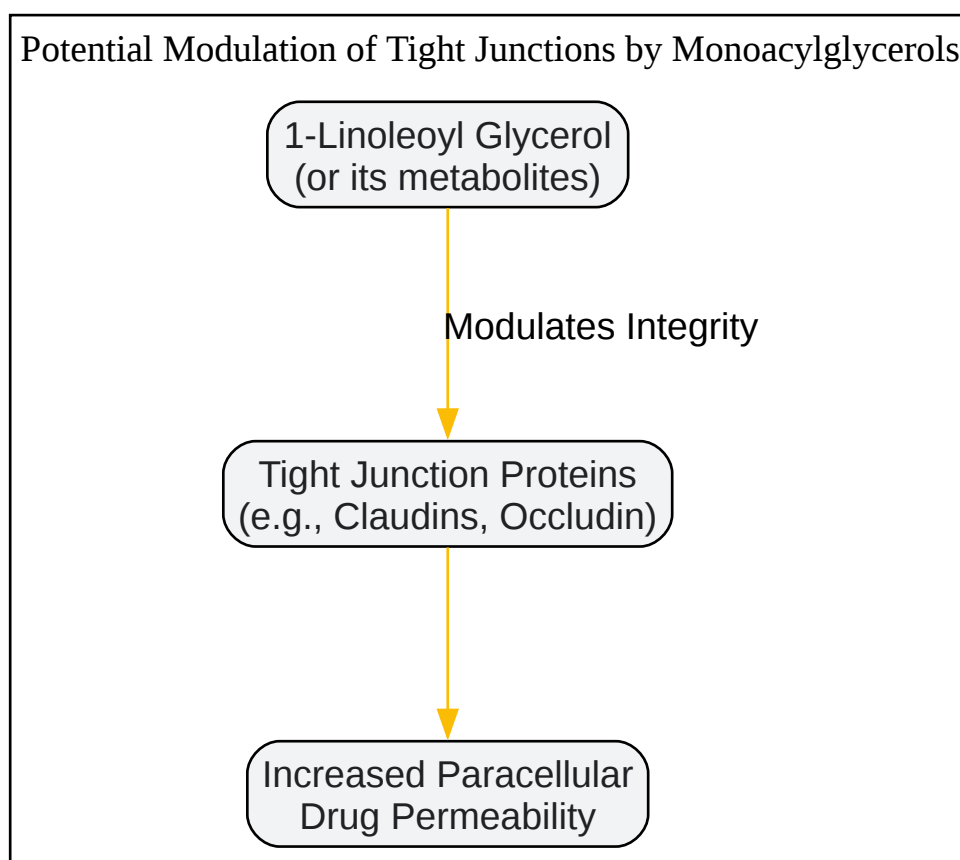 Potential Modulation of Tight Junctions by Monoacylglycerols
1-Linoleoyl Glycerol
(or its metabolites)
Modulates Integrity
Tight Junction Proteins
(e.g., Claudins, Occludin)
Increased Paracellular
Drug Permeability